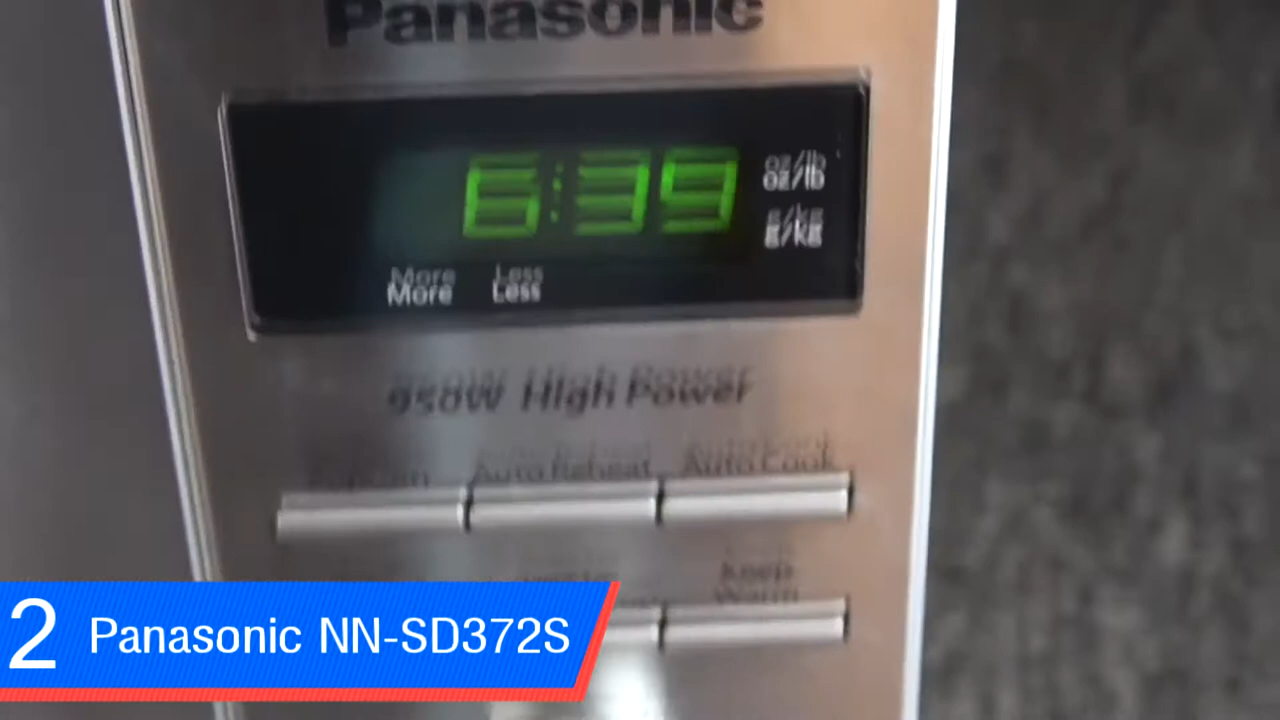 Panasonic
6:39
oz/lb
g/kg
More Less
950W High Power
Popcorn Auto Reheat Auto Cook
Keep
Warm
2 Panasonic NN-SD372S